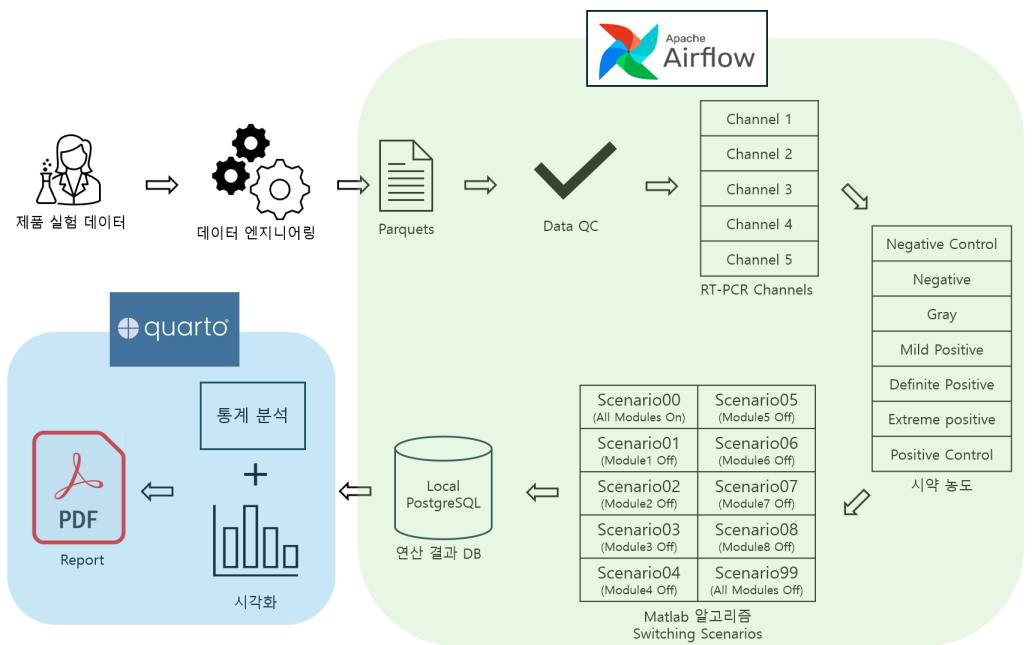 Apache
Airflow
제품 실험 데이터
데이터 엔지니어링
Parquets
Data QC
Channel 1
Channel 2
Channel 3
Channel 4
Channel 5
RT-PCR Channels
Negative Control
Negative
Gray
Mild Positive
Definite Positive
Extreme positive
Positive Control
시약 농도
Scenario00
(All Modules On)
Scenario05
(Module5 Off)
Scenario01
(Module1 Off)
Scenario06
(Module6 Off)
Scenario02
(Module2 Off)
Scenario07
(Module7 Off)
Scenario03
(Module3 Off)
Scenario08
(Module8 Off)
Scenario04
(Module4 Off)
Scenario99
(All Modules Off)
Matlab 알고리즘
Switching Scenarios
Local
PostgreSQL
연산 결과 DB
quarto
통계 분석
+
시각화
PDF
Report